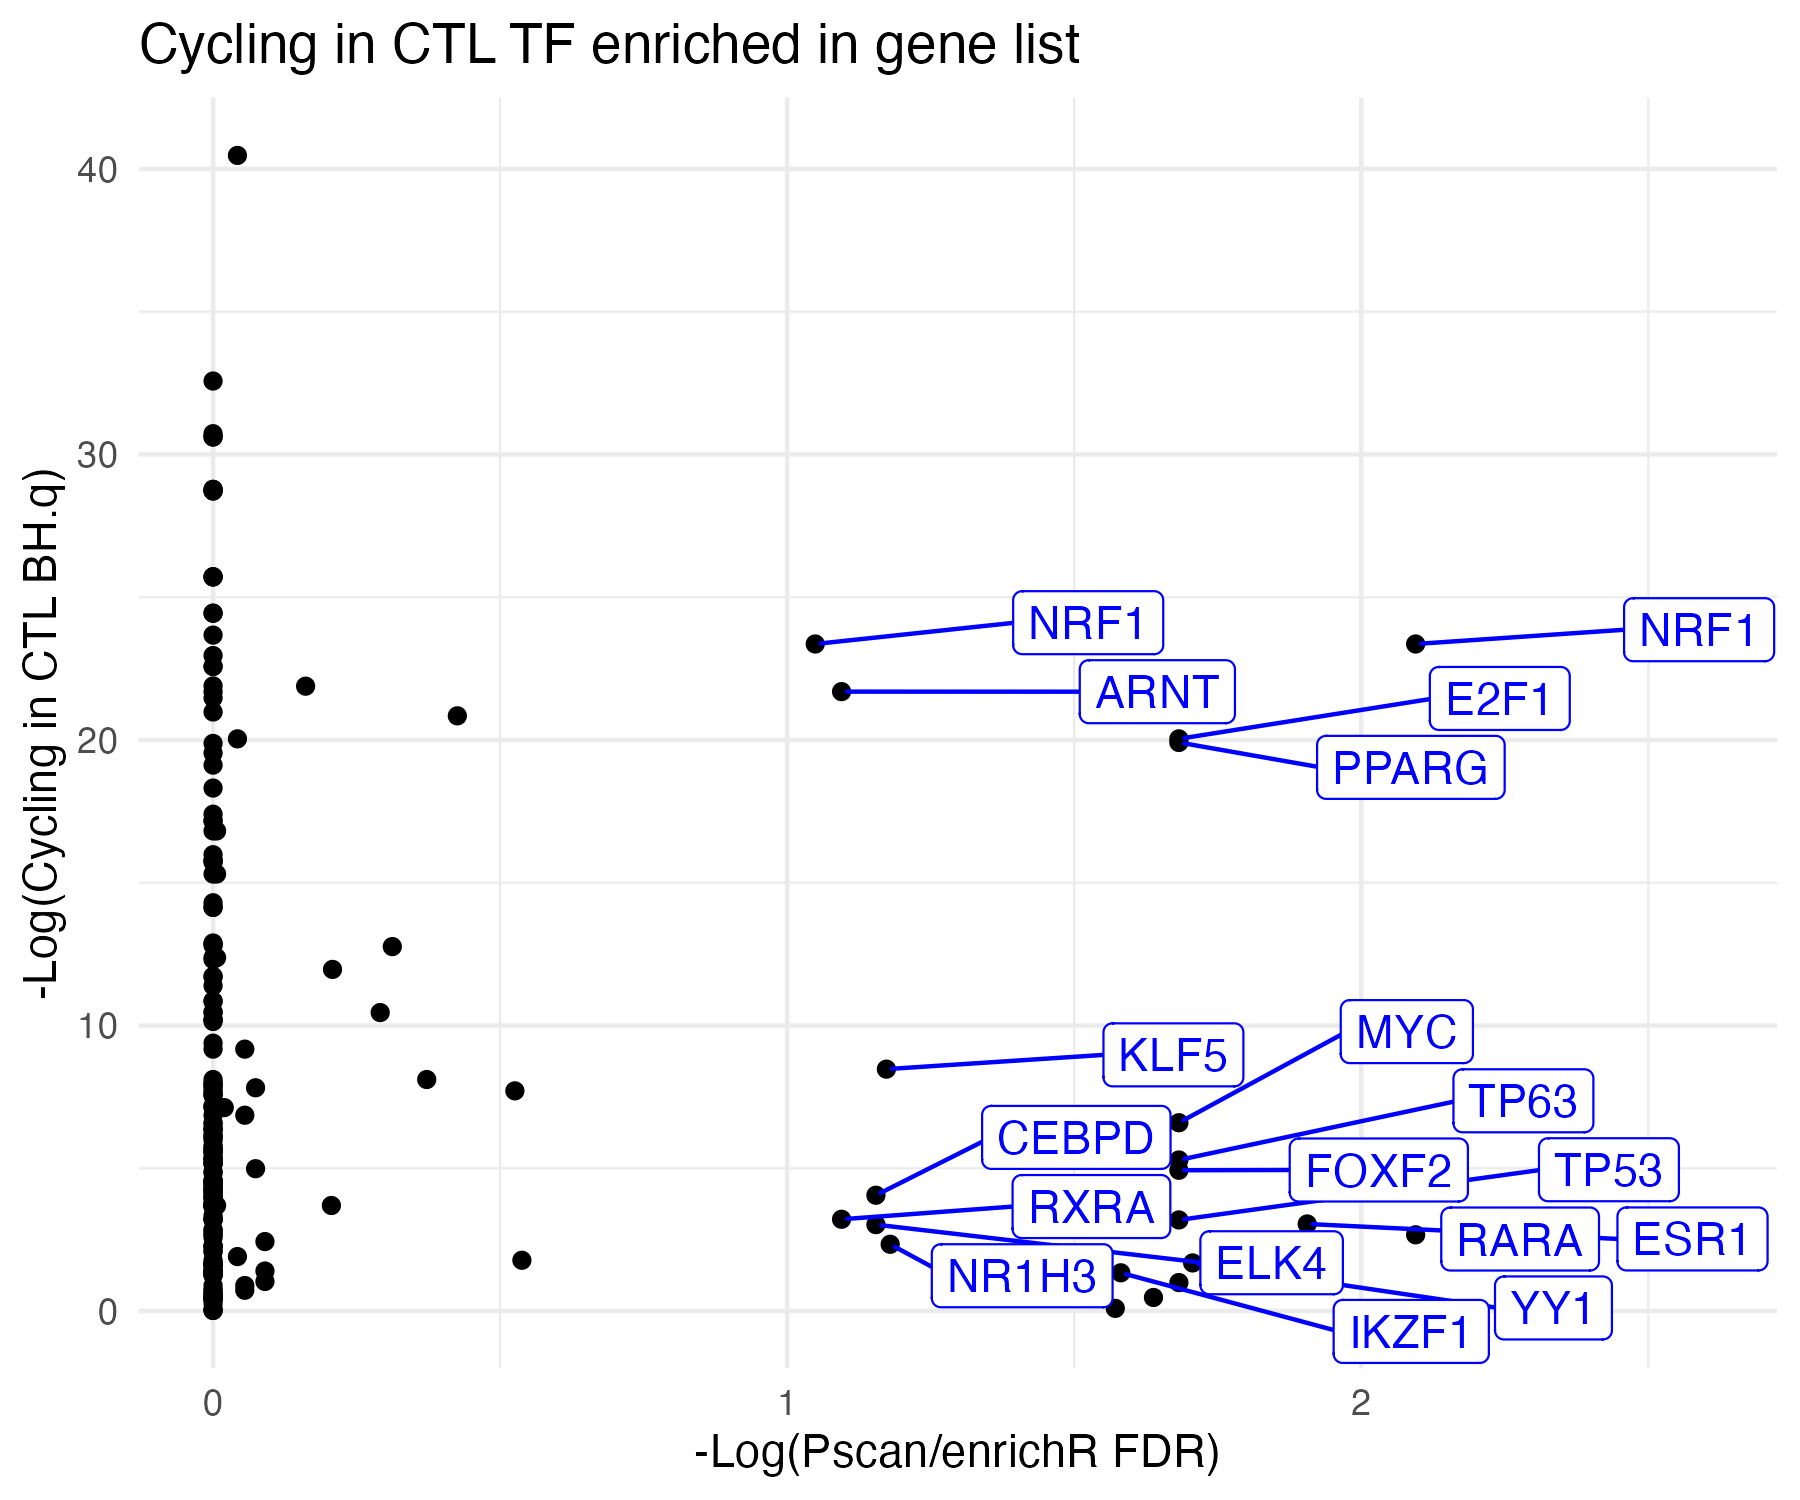 Cycling in CTL TF enriched in gene list
-Log(Cycling in CTL BH.q)
40
30
20
10
0
NRF1
NRF1
ARNT
E2F1
PPARG
MYC
KLF5
TP63
CEBPD
FOXF2
TP53
RXRA
RARA
ESR1
ELK4
NR1H3
YY1
IKZF1
0
1
2
-Log(Pscan/enrichR FDR)